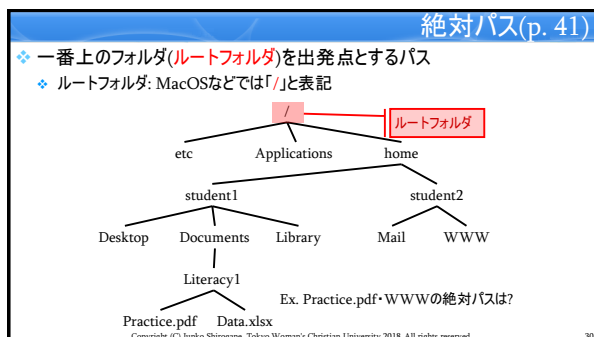 絶対パス(p. 41)
一番上のフォルダ(ルートフォルダ)を出発点とするパス
ルートフォルダ: MacOSなどでは「/」と表記
/
ルートフォルダ
etc Applications home
student1 student2
Desktop Documents Library Mail WWW
Literacy1
Ex. Practice.pdf・WWWの絶対パスは?
Practice.pdf Data.xlsx
Copyright (C) Junko Shirogane, Tokyo Woman's Christian University 2018. All rights reserved. 30